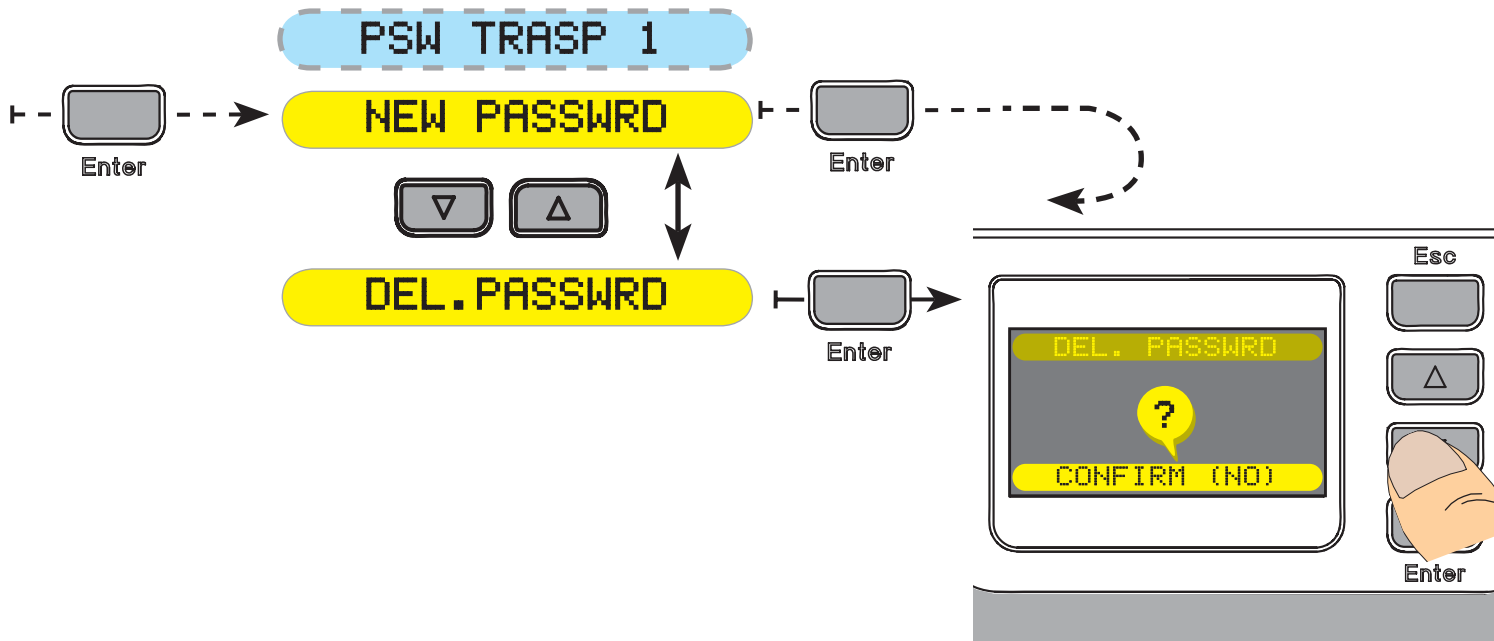 PSW TRASP 1
NEW PASSWRD
Enter
Enter
DEL.PASSWRD
Enter
Esc
DEL. PASSWRD
?
CONFIRM (NO)
Enter